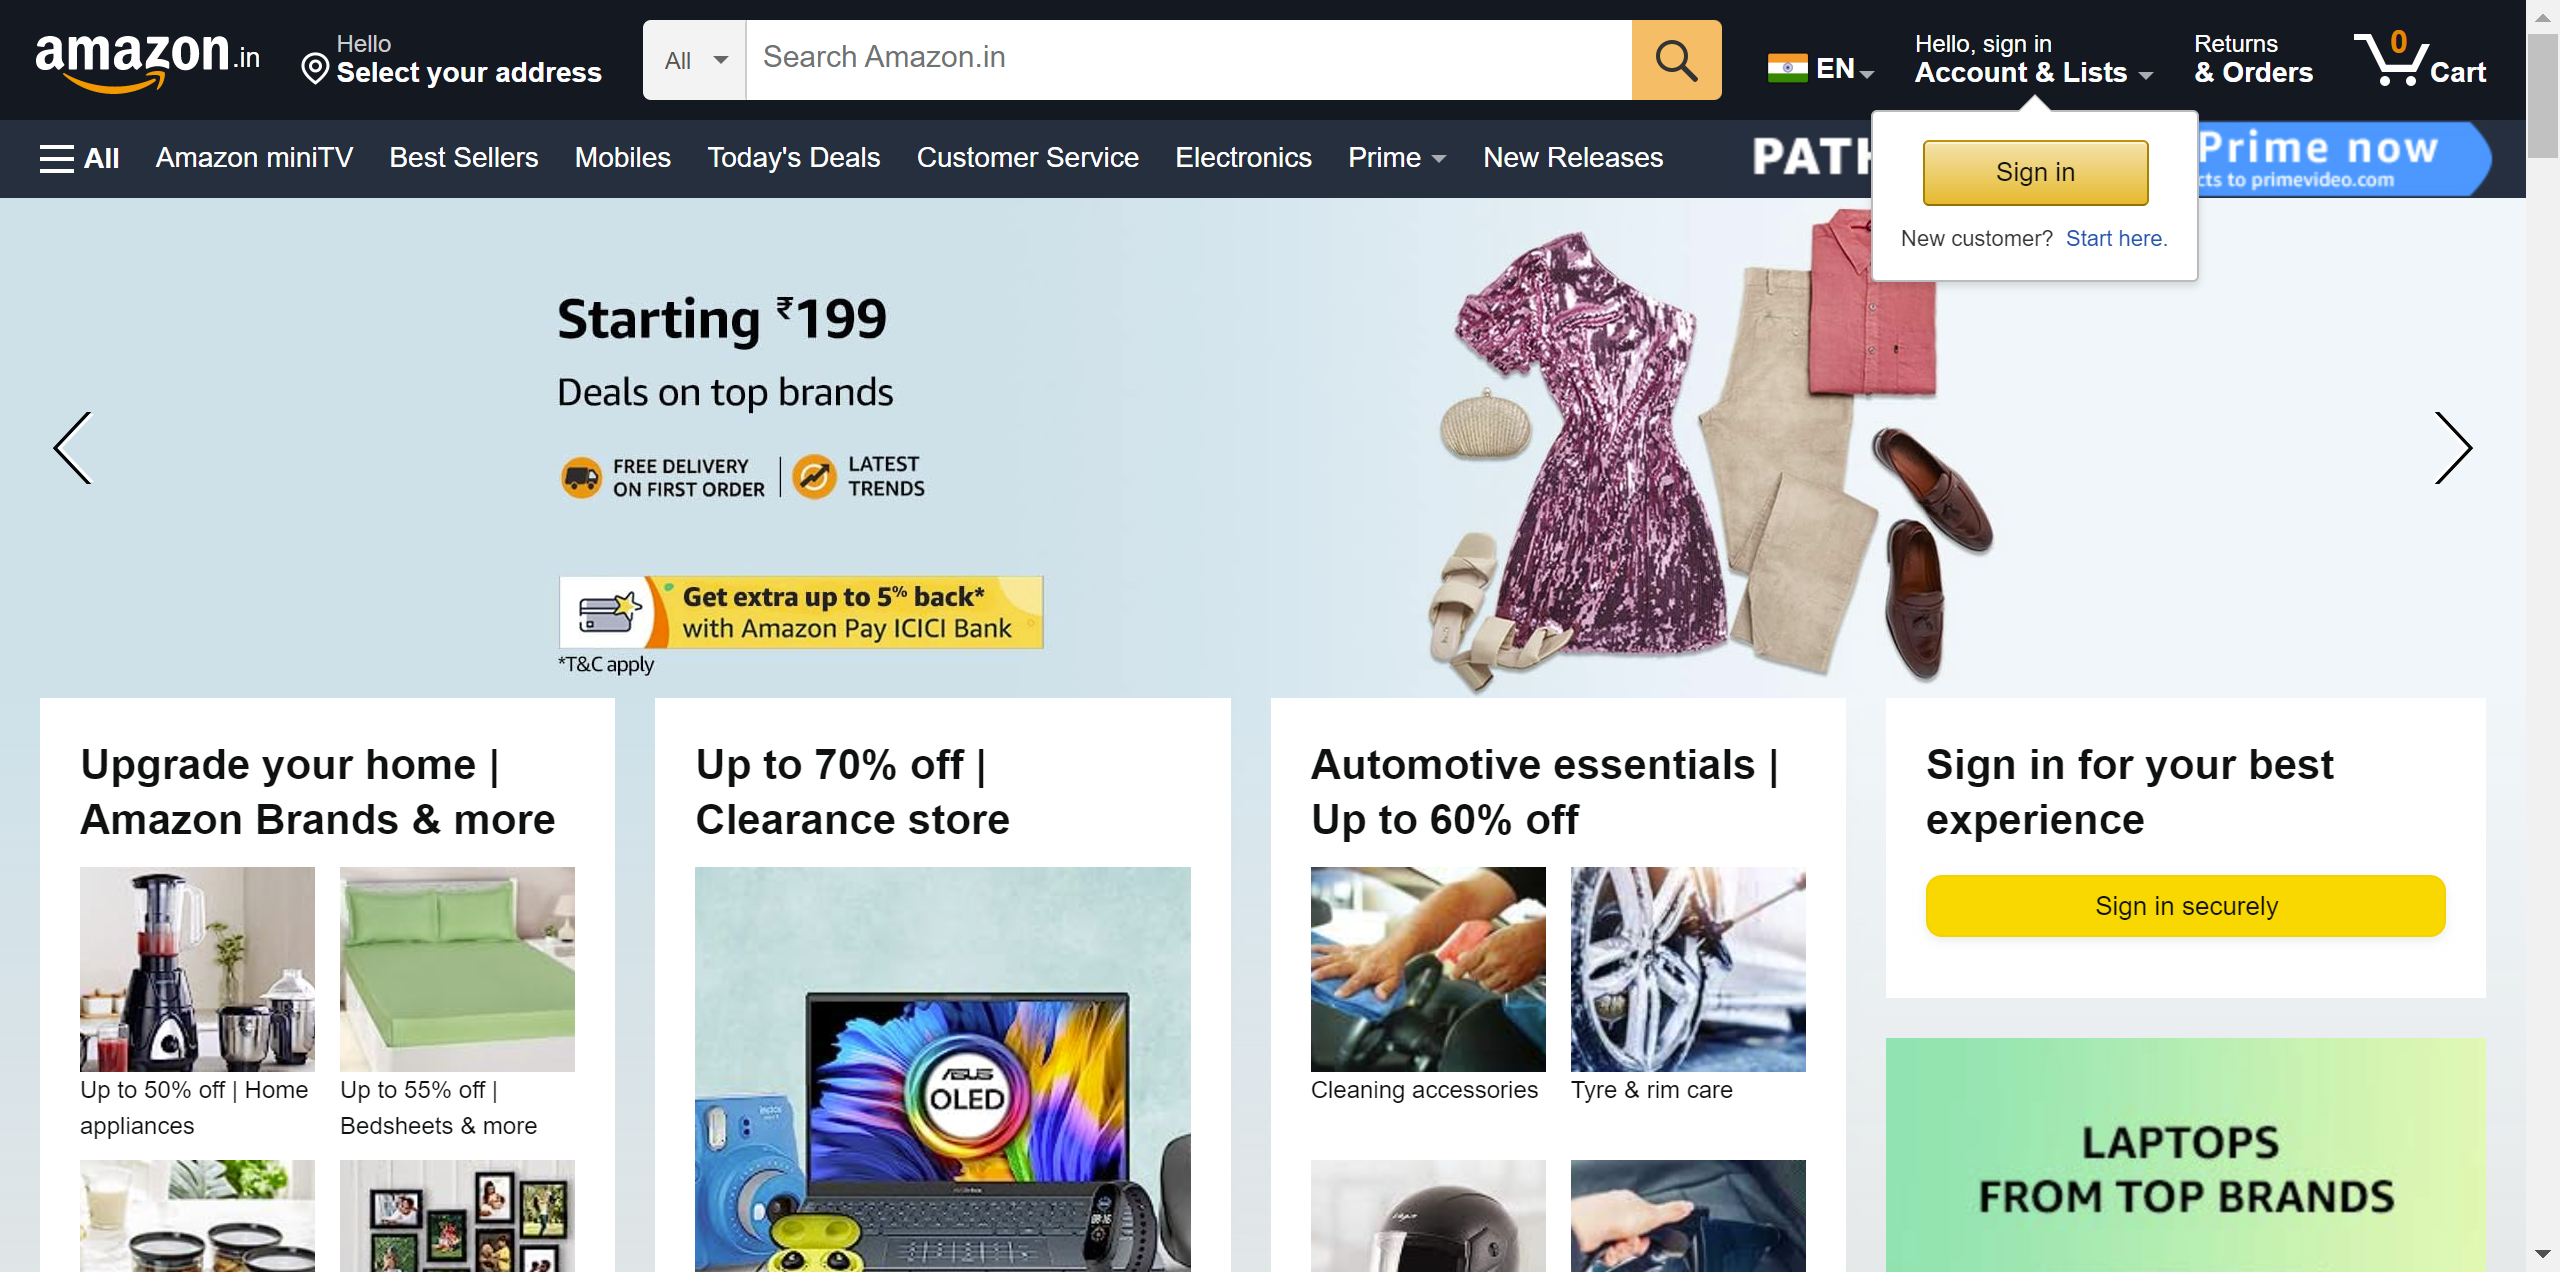 amazon.in
Hello
Select your address
All
Search Amazon.in
EN
Hello, sign in
Account & Lists
Returns
& Orders
0
Cart
All
Amazon miniTV
Best Sellers
Mobiles
Today's Deals
Customer Service
Electronics
Prime
New Releases
Prime now
to primevideo.com
Sign in
New customer? Start here.
Starting ₹199
Deals on top brands
FREE DELIVERY
ON FIRST ORDER
LATEST
TRENDS
Get extra up to 5% back*
with Amazon Pay ICICI Bank
*T&C apply
Upgrade your home |
Amazon Brands & more
Up to 50% off | Home
appliances
Up to 55% off |
Bedsheets & more
Up to 70% off |
Clearance store
ASUS
OLED
instax
Automotive essentials |
Up to 60% off
Cleaning accessories
Tyre & rim care
Sign in for your best
experience
Sign in securely
LAPTOPS
FROM TOP BRANDS